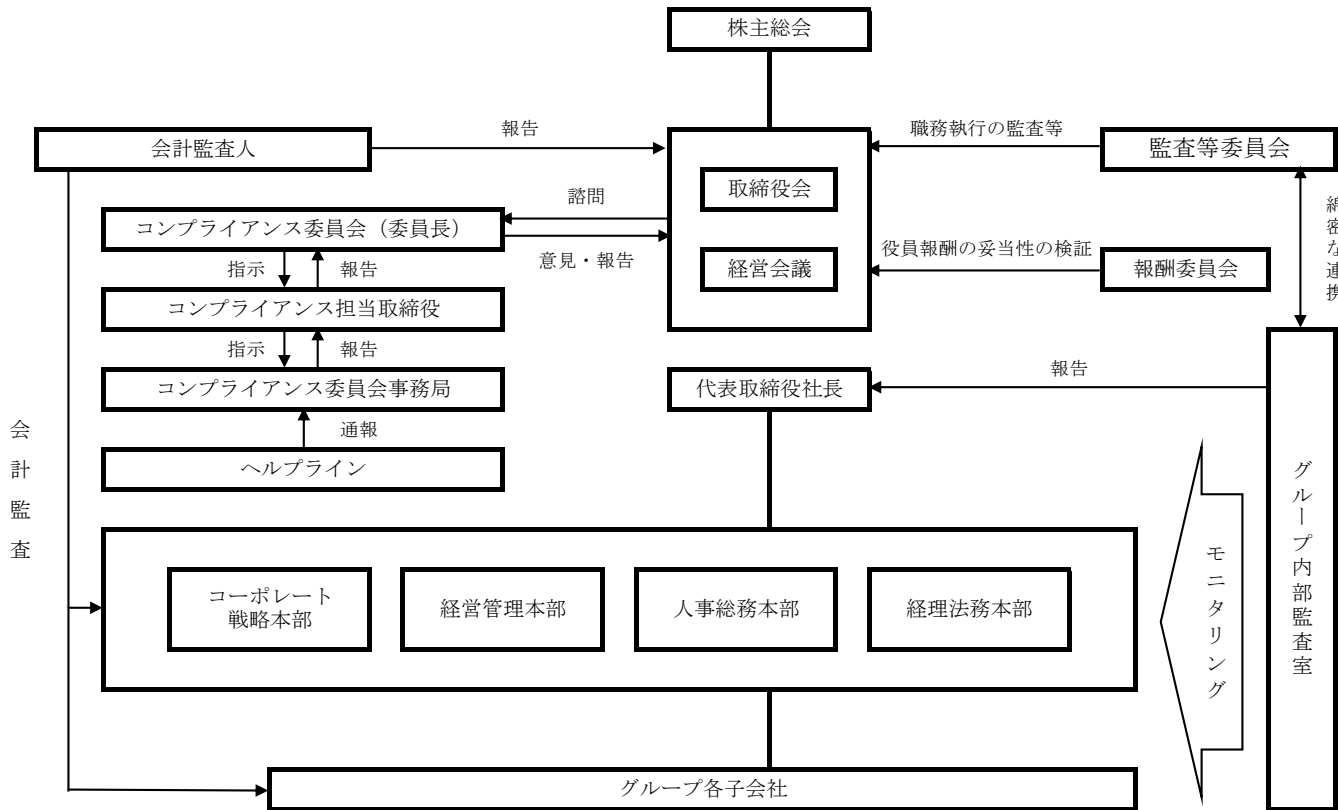 株主総会
会計監査人
報告
職務執行の監査等
監査等委員会
取締役会
諮問
コンプライアンス委員会（委員長）
意見・報告
経営会議
役員報酬の妥当性の検証
報酬委員会
綿密な連携
指示
報告
コンプライアンス担当取締役
指示
報告
コンプライアンス委員会事務局
代表取締役社長
報告
通報
ヘルプライン
会計監査
コーポレート
戦略本部
経営管理本部
人事総務本部
経理法務本部
モニタリング
グループ内部監査室
グループ各子会社